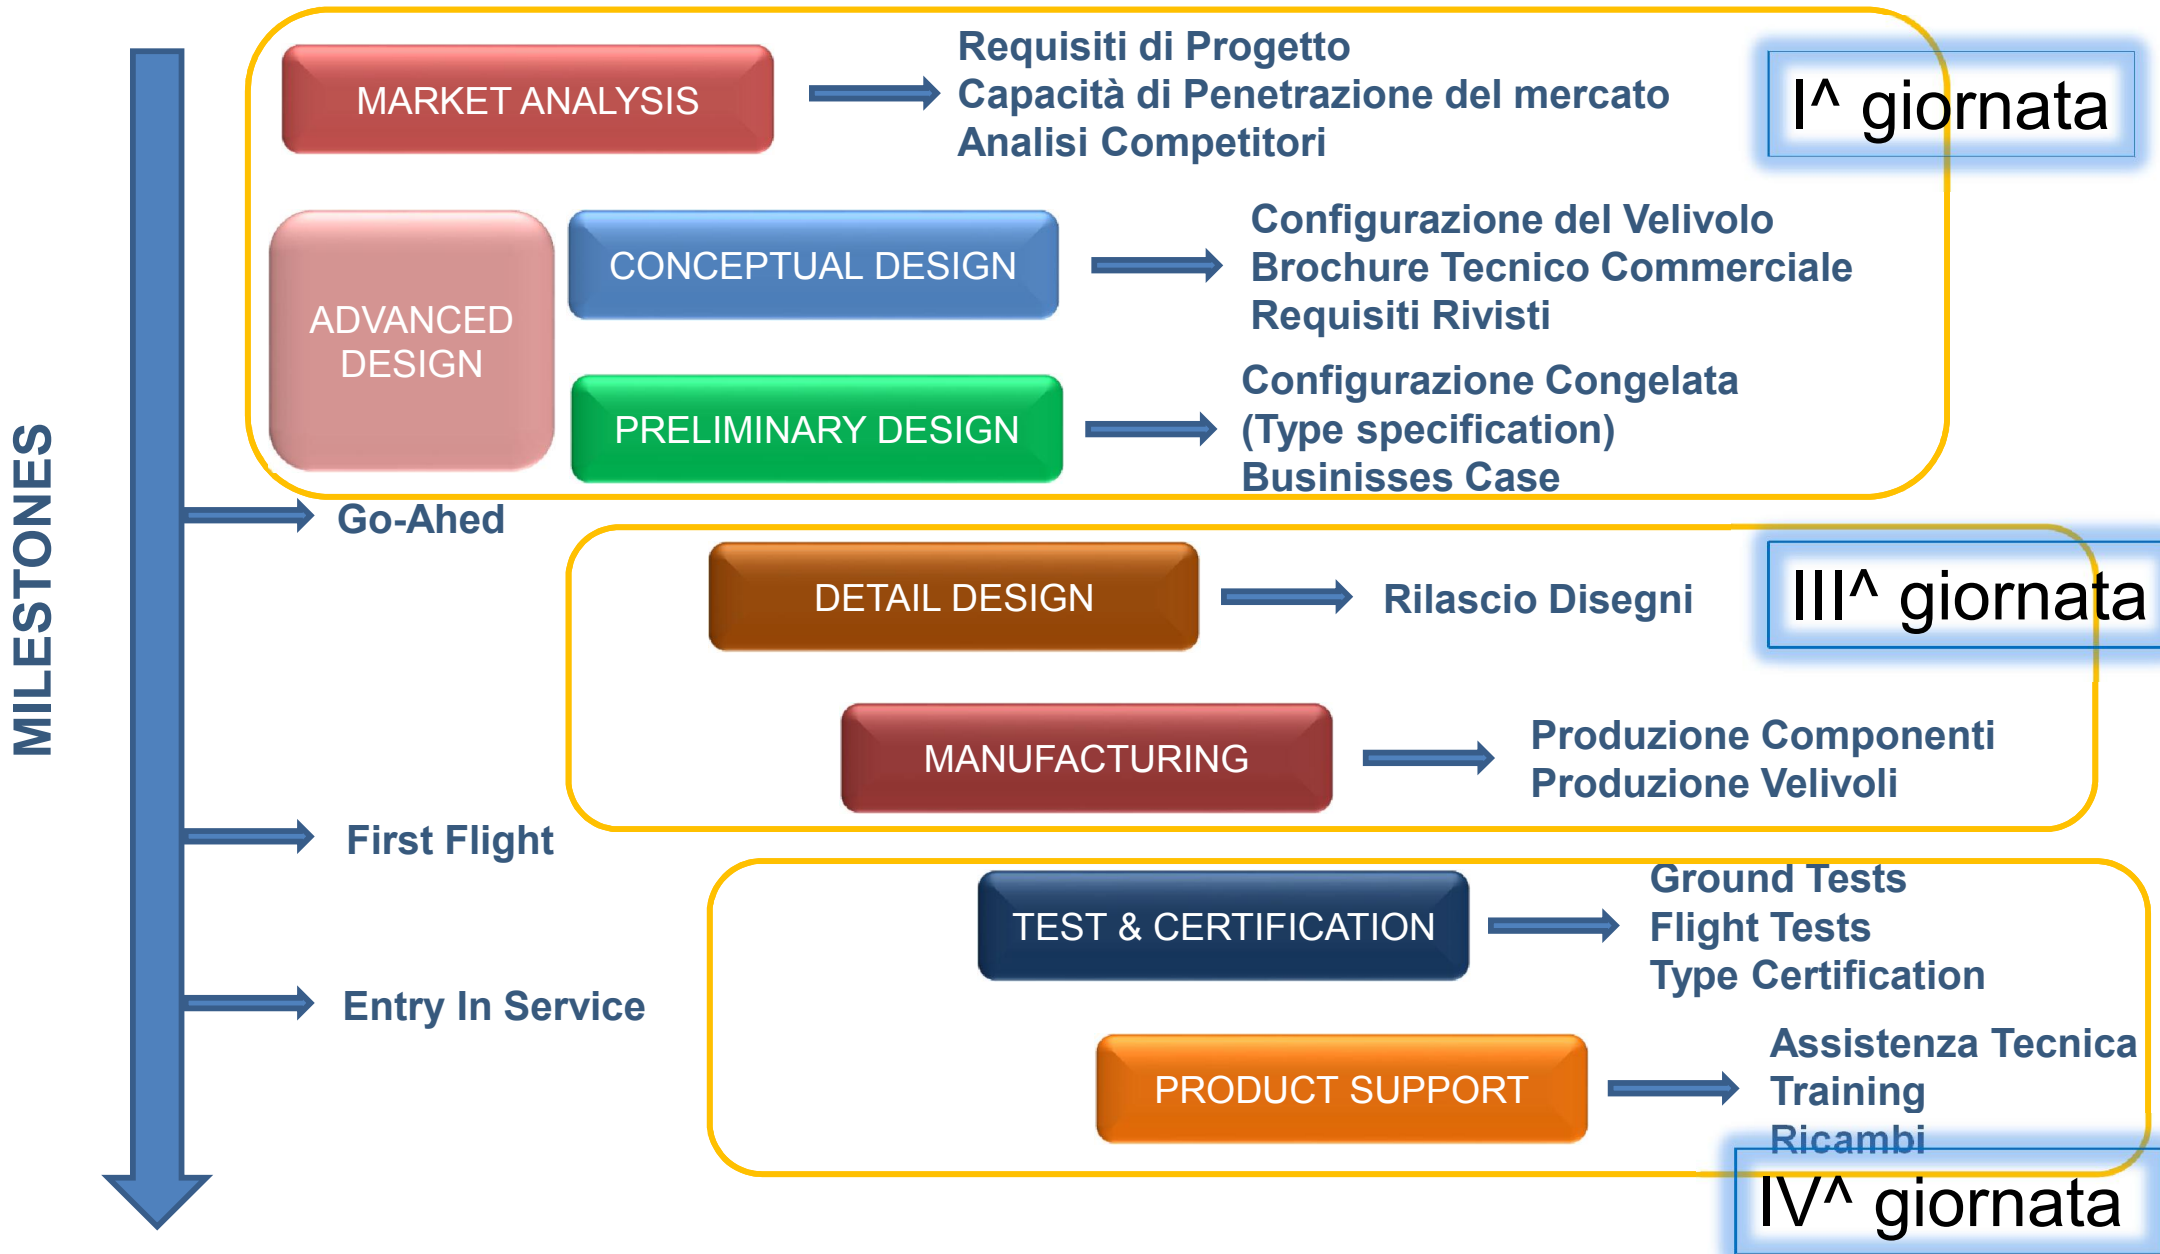 MILESTONES
MARKET ANALYSIS
Requisiti di Progetto
Capacità di Penetrazione del mercato
Analisi Competitori
I^ giornata
ADVANCED
DESIGN
CONCEPTUAL DESIGN
Configurazione del Velivolo
Brochure Tecnico Commerciale
Requisiti Rivisti
PRELIMINARY DESIGN
Configurazione Congelata
(Type specification)
Businisses Case
Go-Ahed
DETAIL DESIGN
Rilascio Disegni
III^ giornata
MANUFACTURING
Produzione Componenti
Produzione Velivoli
First Flight
TEST & CERTIFICATION
Ground Tests
Flight Tests
Type Certification
Entry In Service
PRODUCT SUPPORT
Assistenza Tecnica
Training
Ricambi
IV^ giornata